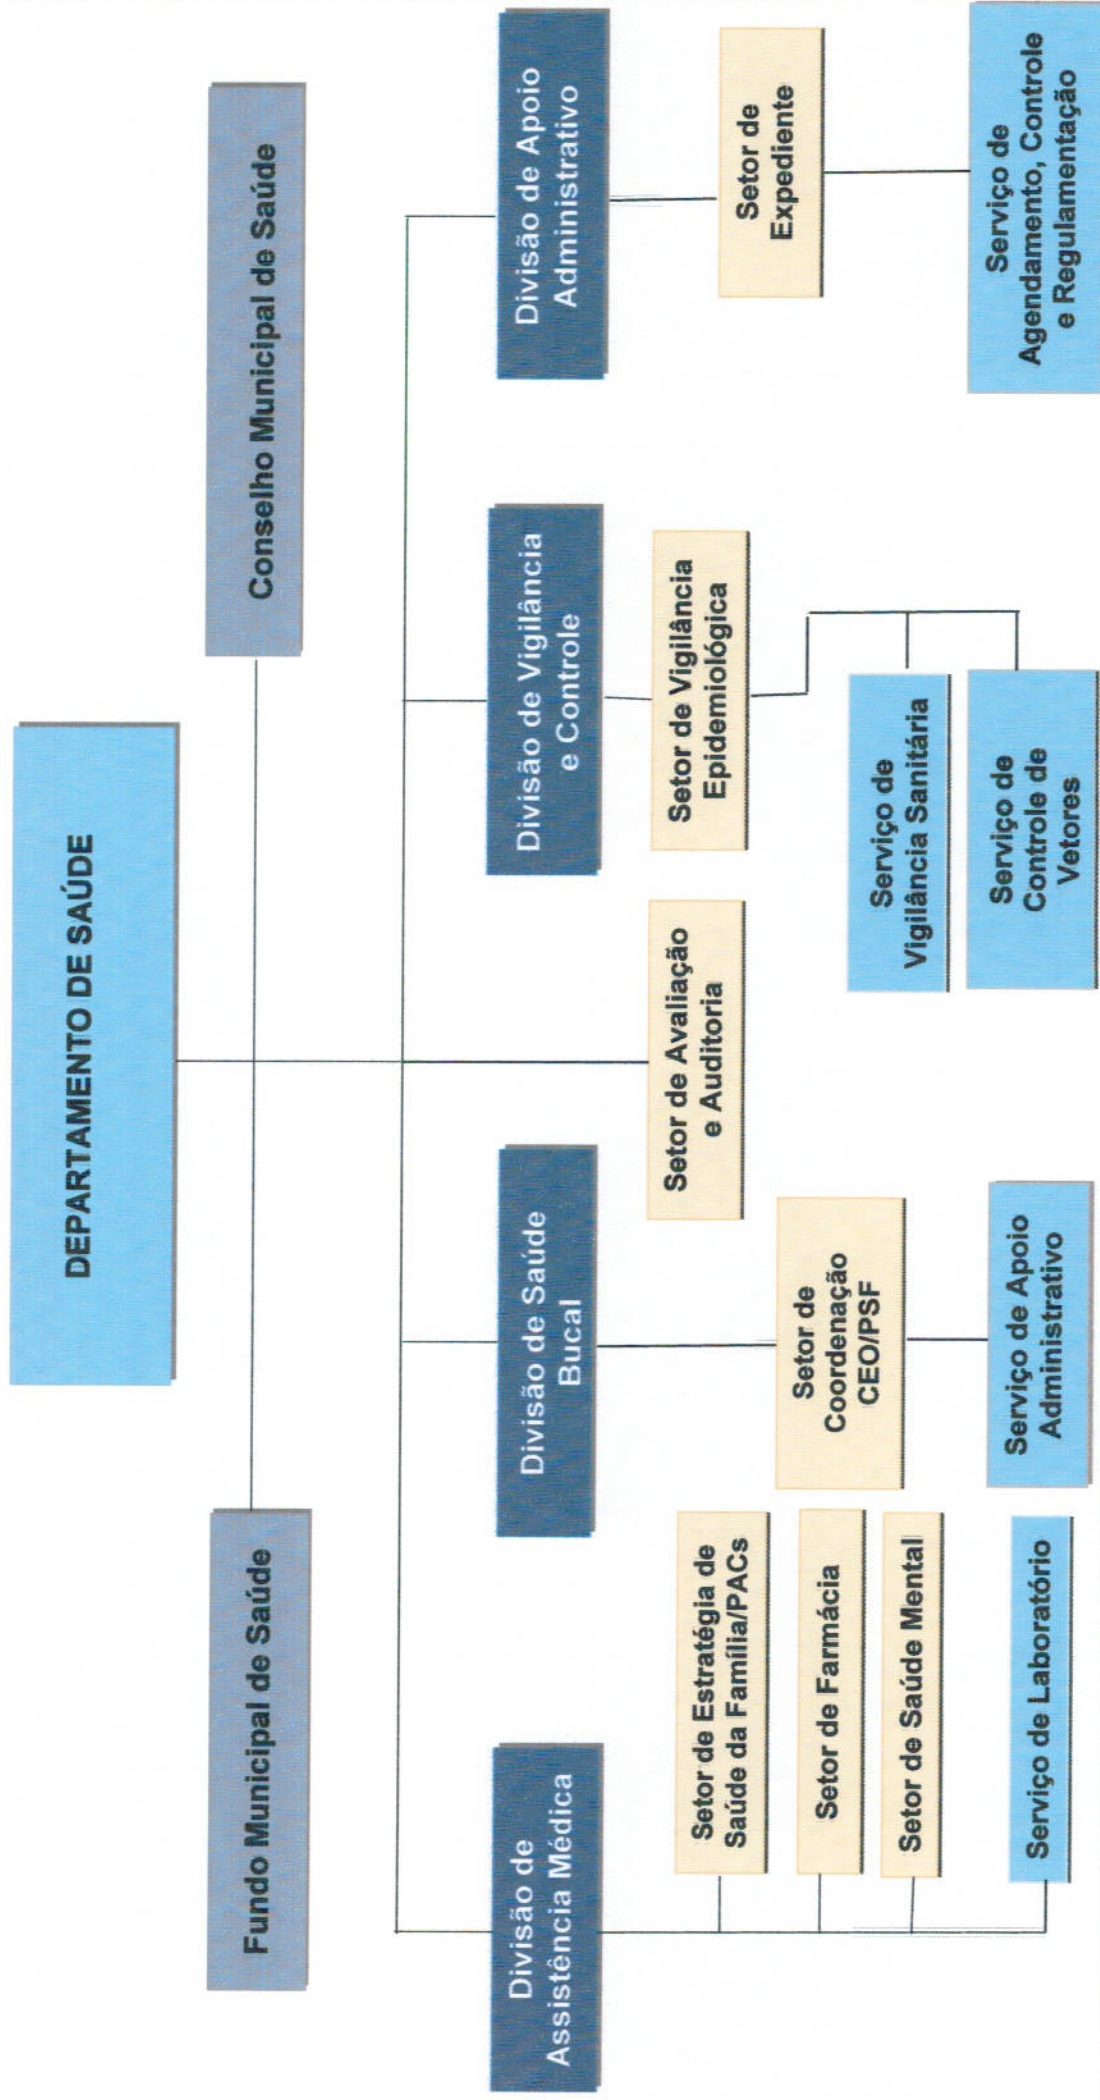 DEPARTAMENTO DE SAÚDE
Fundo Municipal de Saúde
Conselho Municipal de Saúde
Divisão de
Assistência Médica
Divisão de Saúde
Bucal
Divisão de Vigilância
e Controle
Divisão de Apoio
Administrativo
Setor de Estratégia de
Saúde da Família/PACs
Setor de Farmácia
Setor de Saúde Mental
Serviço de Laboratório
Setor de
Coordenação
CEO/PSF
Serviço de Apoio
Administrativo
Setor de Avaliação
e Auditoria
Setor de Vigilância
Epidemiológica
Serviço de
Vigilância Sanitária
Serviço de
Controle de
Vetores
Setor de
Expediente
Serviço de
Agendamento, Controle
e Regulamentação